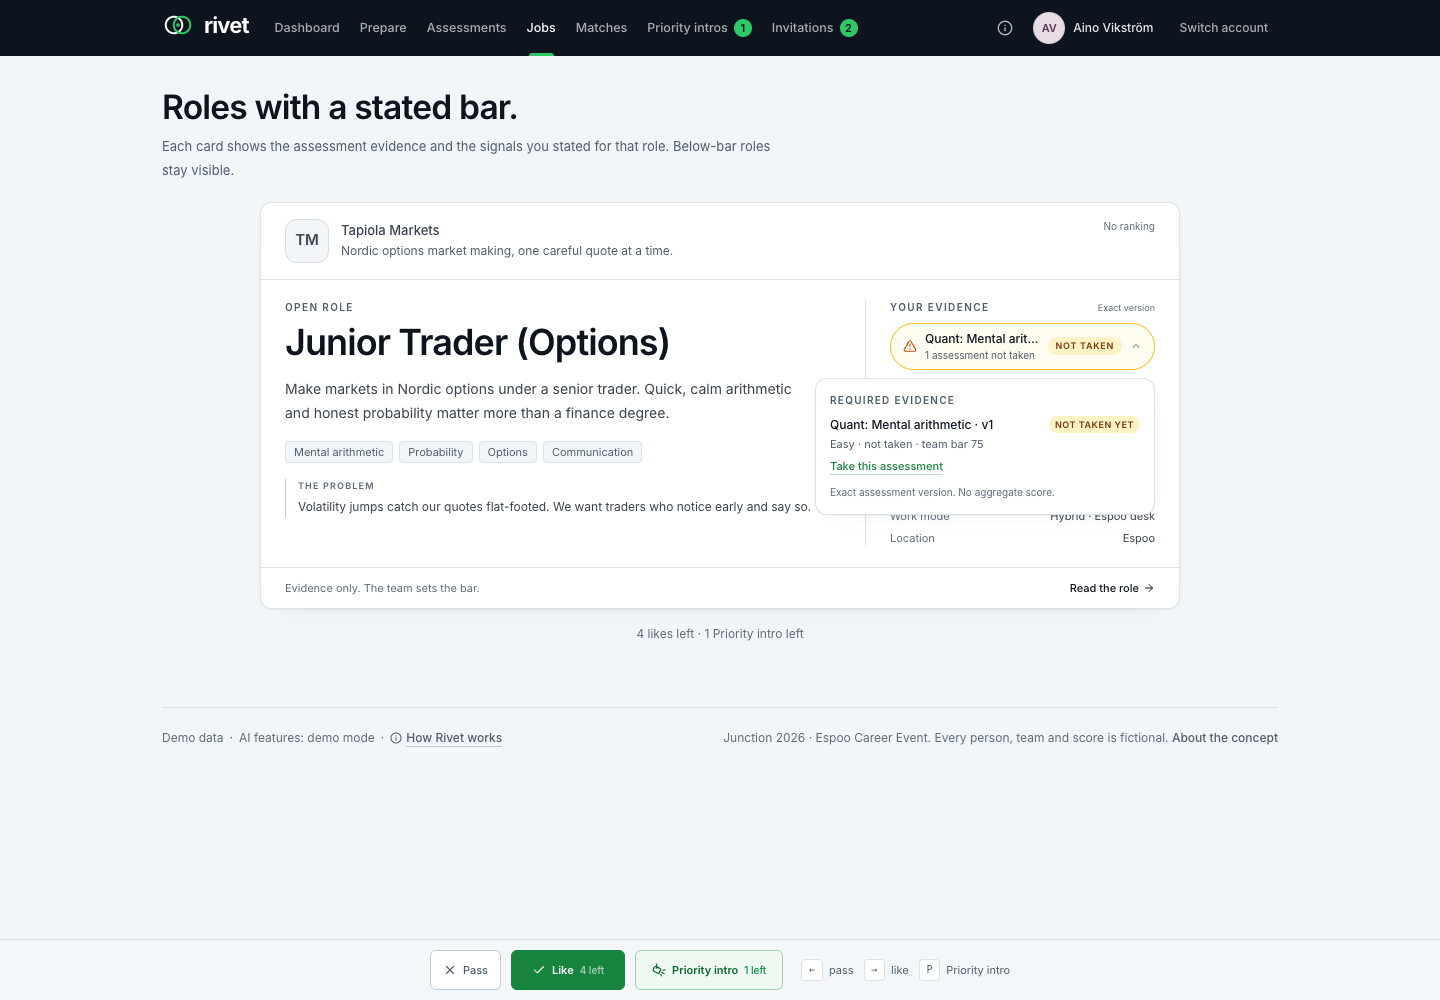 rivet
Dashboard
Prepare
Assessments
Jobs
Matches
Priority intros 1
Invitations 2
AV
Aino Vikström
Switch account
Roles with a stated bar.
Each card shows the assessment evidence and the signals you stated for that role. Below-bar roles
stay visible.
TM
Tapiola Markets
Nordic options market making, one careful quote at a time.
No ranking
OPEN ROLE
Junior Trader (Options)
Make markets in Nordic options under a senior trader. Quick, calm arithmetic
and honest probability matter more than a finance degree.
Mental arithmetic
Probability
Options
Communication
THE PROBLEM
Volatility jumps catch our quotes flat-footed. We want traders who notice early and say so.
YOUR EVIDENCE
Exact version
Quant: Mental arit...
1 assessment not taken
NOT TAKEN
REQUIRED EVIDENCE
Quant: Mental arithmetic · v1
NOT TAKEN YET
Easy · not taken · team bar 75
Take this assessment
Exact assessment version. No aggregate score.
Work mode
Hybrid · Espoo desk
Location
Espoo
Evidence only. The team sets the bar.
Read the role →
4 likes left · 1 Priority intro left
Demo data · AI features: demo mode · How Rivet works
Junction 2026 · Espoo Career Event. Every person, team and score is fictional. About the concept
Pass
Like 4 left
Priority intro 1 left
← pass
→ like
P Priority intro